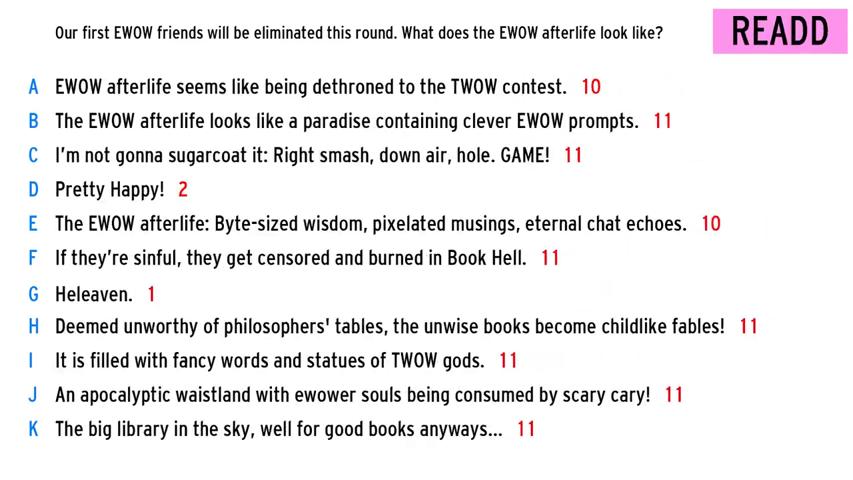 Our first EWOW friends will be eliminated this round. What does the EWOW afterlife look like?
READD
A EWOW afterlife seems like being dethroned to the TWOW contest. 10
B The EWOW afterlife looks like a paradise containing clever EWOW prompts. 11
C I'm not gonna sugarcoat it: Right smash, down air, hole. GAME! 11
D Pretty Happy! 2
E The EWOW afterlife: Byte-sized wisdom, pixelated musings, eternal chat echoes. 10
F If they're sinful, they get censored and burned in Book Hell. 11
G Heleaven. 1
H Deemed unworthy of philosophers' tables, the unwise books become childlike fables! 11
I It is filled with fancy words and statues of TWOW gods. 11
J An apocalyptic waistland with ewower souls being consumed by scary cary! 11
K The big library in the sky, well for good books anyways... 11